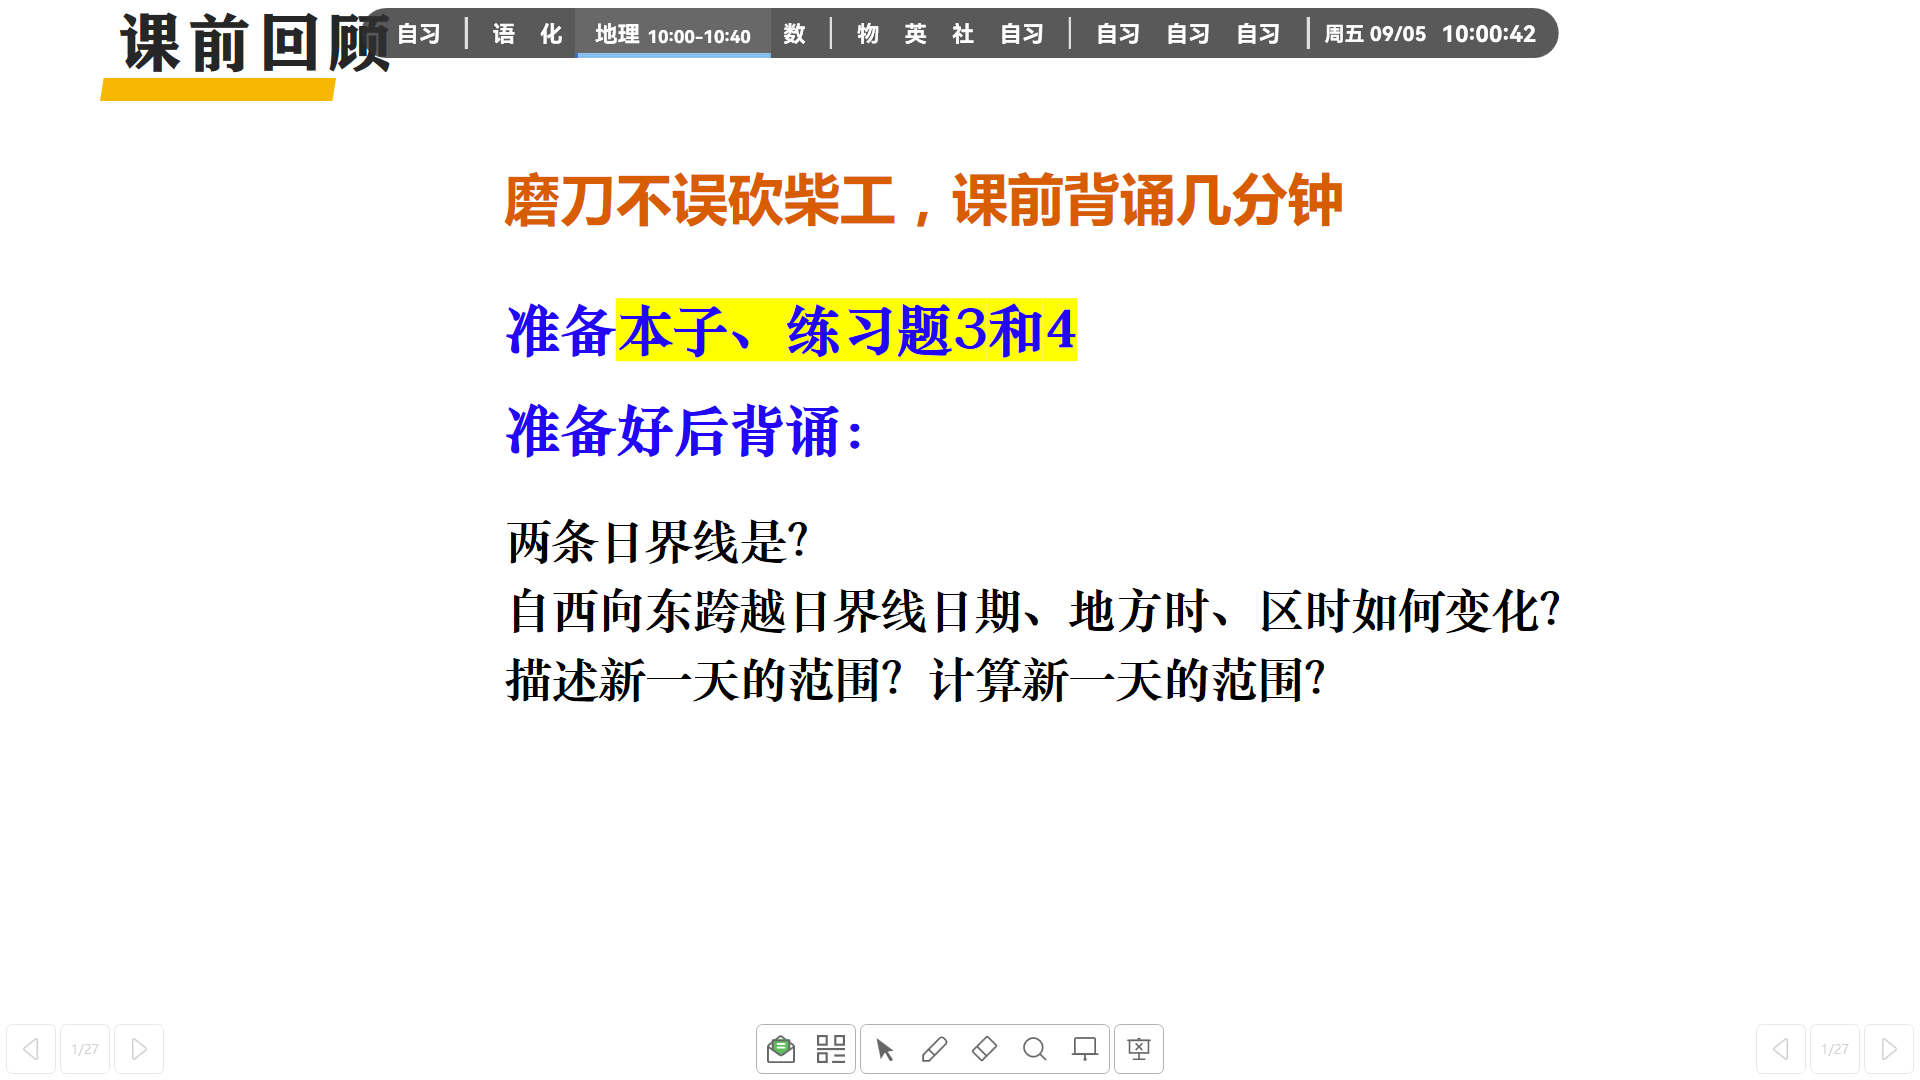 课前回顾
自习 语 化 地理 10:00-10:40 数 物 英 社 自习 自习 自习 自习 周五 09/05 10:00:42
磨刀不误砍柴工，课前背诵几分钟
准备本子、练习题3和4
准备好后背诵：
两条日界线是？
自西向东跨越日界线日期、地方时、区时如何变化？
描述新一天的范围？计算新一天的范围？
1/27
1/27